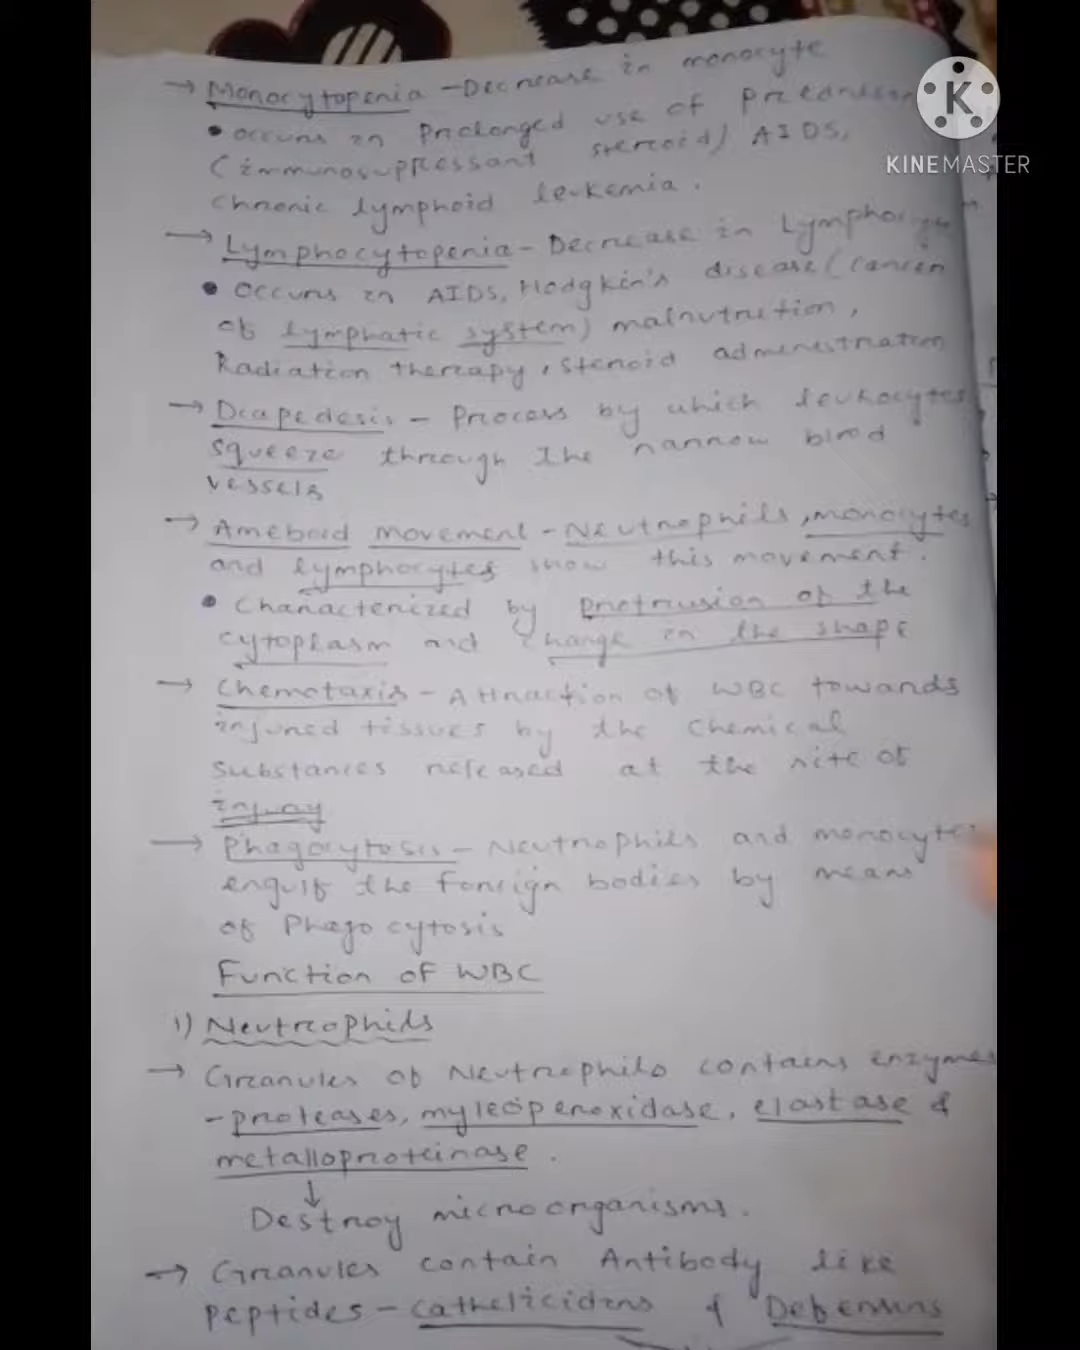 → Monocytopenia - Decrease in monocyte
• occurs in Prolonged use of
(immunosuppressant steroid) AIDS,
Chronic lymphoid leukemia.
→ Lymphocytopenia - Decrease in
• Occurs in AIDS, Hodgkin's disease (cancer
of lymphatic system) malnutrition,
Radiation therapy, steroid administration
→ Diapedesis - Process by which leukocytes
squeeze through the narrow blood
vessels
→ Ameboid movement - Neutrophils, monocytes
and lymphocytes show this movement.
• Characterized by protrusion of the
cytoplasm and change in the shape
→ Chemotaxis - Attraction of WBC towards
injured tissues by the Chemical
Substances released at the site of
injuay
→ Phagocytosis - Neutrophils and monocytes
engulf the foreign bodies by means
of Phagocytosis
Function of WBC
1) Neutrophils
→ Granules of Neutrophils contains enzymes
- proteases, myleoperoxidase, elastase &
metalloproteinase.
↓
Destroy microorganisms.
→ Granules contain Antibody like
peptides - cathelicidins & Defensins
K
KINEMASTER